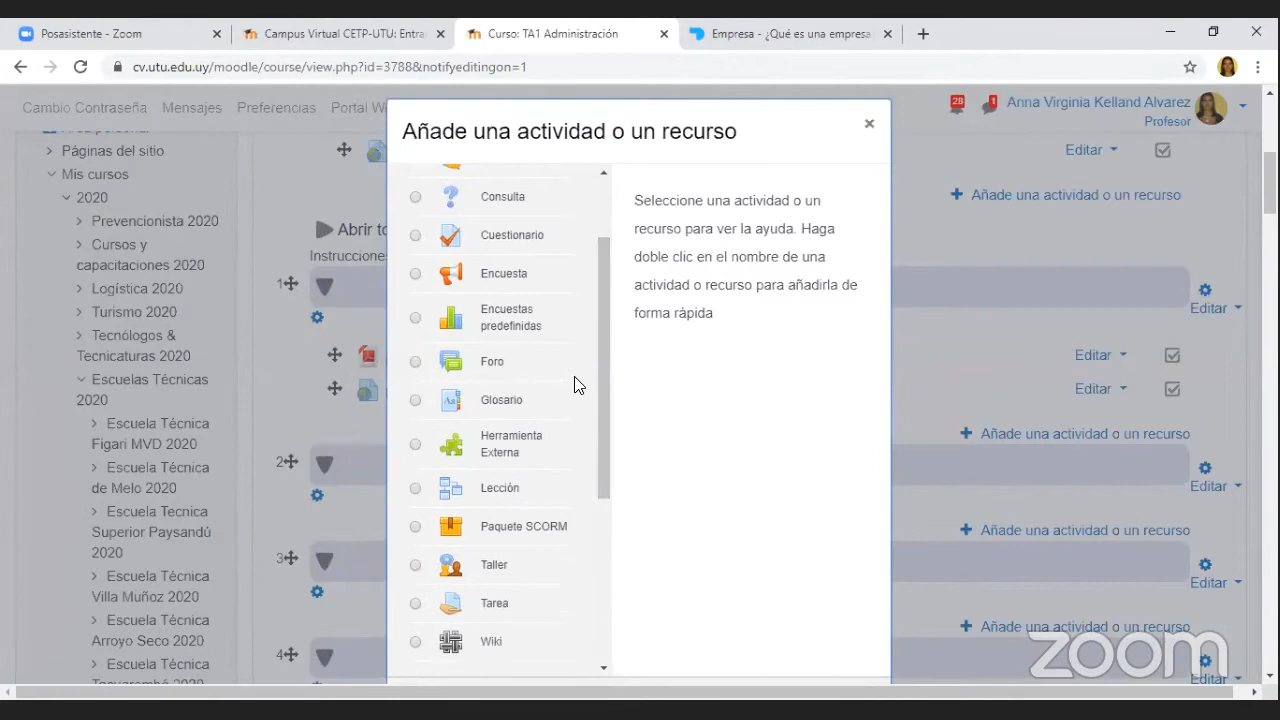 Posasistente - Zoom
Campus Virtual CETP-UTU: Entra
Curso: TA1 Administración
Empresa - ¿Qué es una empresa
cv.utu.edu.uy/moodle/course/view.php?id=3788&notifyeditingon=1
Cambio Contraseña Mensajes Preferencias Portal
28
1
Anna Virginia Kelland Alvarez
Profesor
Páginas del sitio
Mis cursos
2020
Prevencionista 2020
Cursos y
capacitaciones 2020
Logística 2020
Turismo 2020
Tecnólogos &
Tecnicaturas 2020
Escuelas Técnicas
2020
Escuela Técnica
Figari MVD 2020
Escuela Técnica
de Melo 2020
Escuela Tecnica
Superior Paysandú
2020
Escuela Técnica
Villa Muñoz 2020
Escuela Técnica
Arroyo Seco 2020
Escuela Técnica
Abrir
Instrucciones
1
2
3
4
Añade una actividad o un recurso
Consulta
Cuestionario
Encuesta
Encuestas
predefinidas
Foro
Glosario
Herramienta
Externa
Lección
Paquete SCORM
Taller
Tarea
Wiki
Seleccione una actividad o un
recurso para ver la ayuda. Haga
doble clic en el nombre de una
actividad o recurso para añadirla de
forma rápida
Editar
Añade una actividad o un recurso
Editar
Editar
Editar
Añade una actividad o un recurso
Editar
Añade una actividad o un recurso
Editar
Añade una actividad o un recurso
Editar
zoom